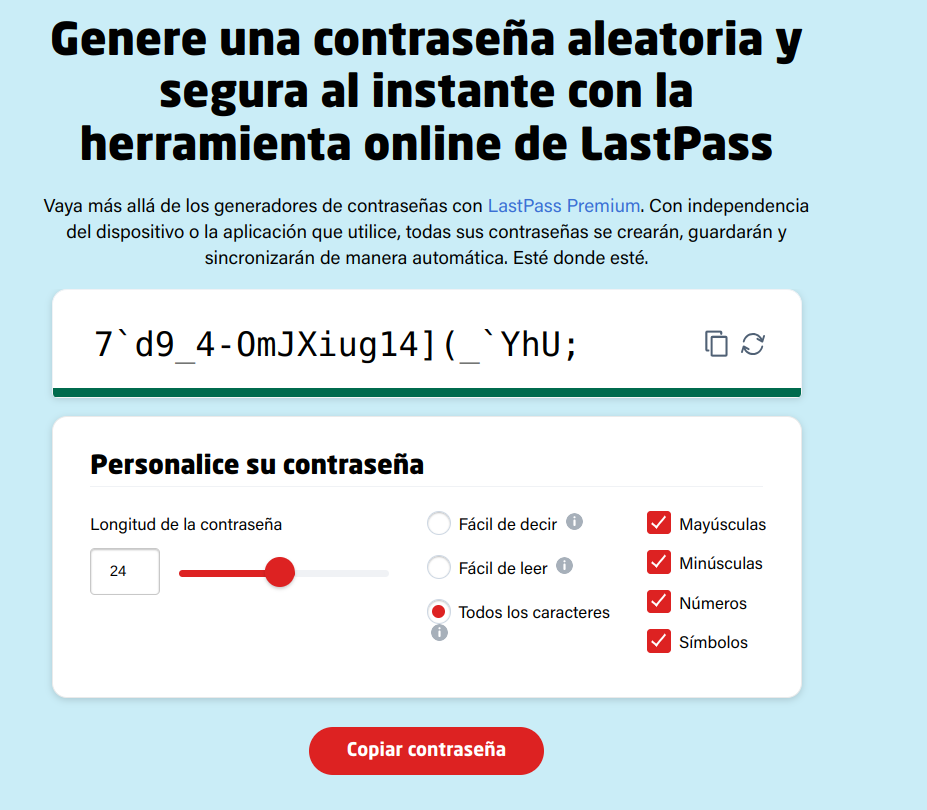 Genere una contraseña aleatoria y
segura al instante con la
herramienta online de LastPass
Vaya más allá de los generadores de contraseñas con LastPass Premium. Con independencia
del dispositivo o la aplicación que utilice, todas sus contraseñas se crearán, guardarán y
sincronizarán de manera automática. Esté donde esté.
7`d9_4-OmJXiug14](_`YhU;
Personalice su contraseña
Longitud de la contraseña
24
Fácil de decir
Fácil de leer
Todos los caracteres
Mayúsculas
Minúsculas
Números
Símbolos
Copiar contraseña